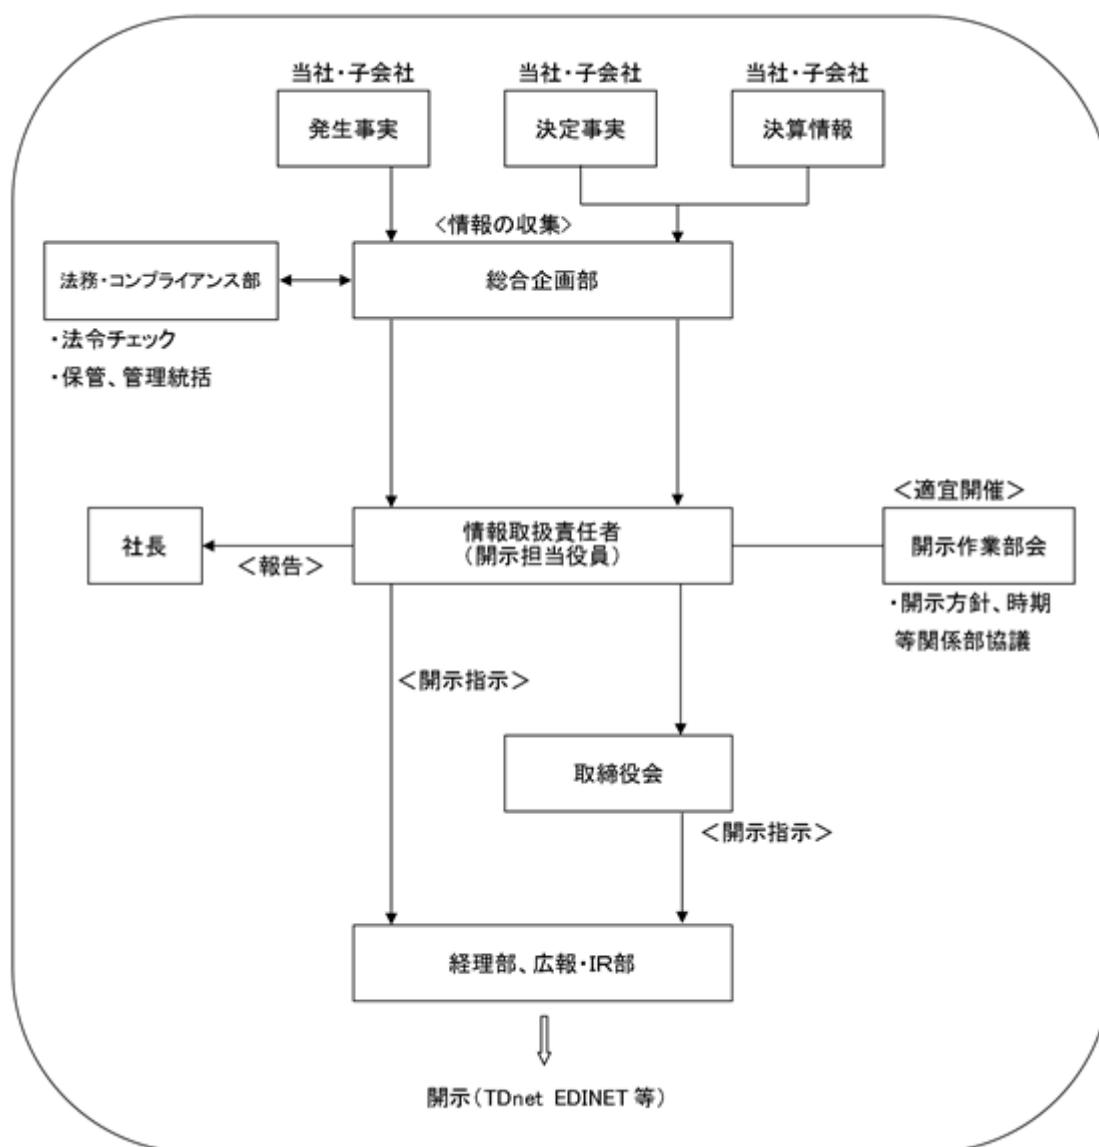 当社・子会社
当社・子会社
当社・子会社
発生事実
決定事実
決算情報
<情報の収集>
法務・コンプライアンス部
総合企画部
・法令チェック
・保管、管理統括
<適宜開催>
社長
<報告>
情報取扱責任者
(開示担当役員)
開示作業部会
・開示方針、時期
等関係部協議
<開示指示>
取締役会
<開示指示>
経理部、広報・IR部
開示(TDnet EDINET 等)